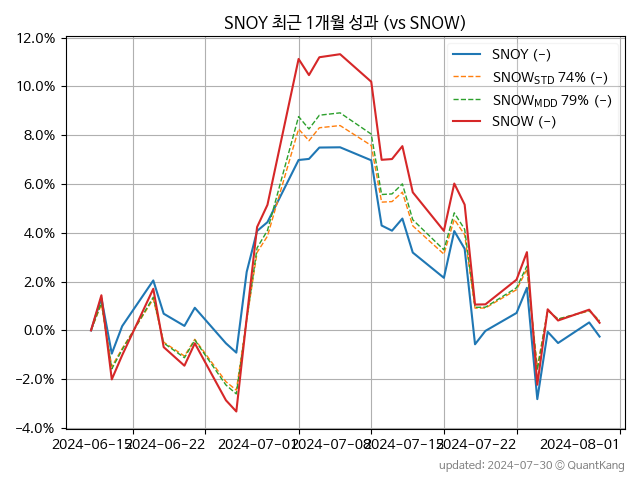 SNOY 최근 1개월 성과 (vs SNOW)
12.0%
10.0%
8.0%
6.0%
4.0%
2.0%
0.0%
−2.0%
−4.0%
SNOY (-)
SNOWSTD 74% (-)
SNOWMDD 79% (-)
SNOW (-)
2024-06-15 2024-06-22 2024-07-01 2024-07-08 2024-07-15 2024-07-22 2024-08-01
updated: 2024-07-30 © QuantKang